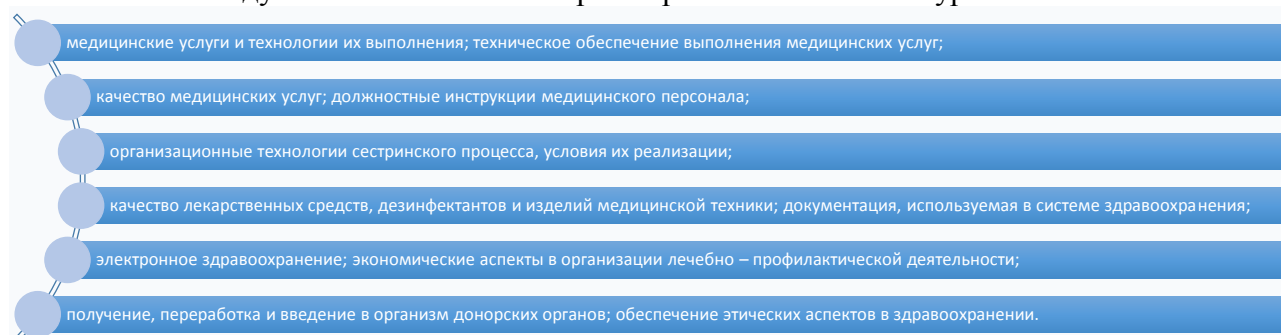 медицинские услуги и технологии их выполнения; техническое обеспечение выполнения медицинских услуг;
качество медицинских услуг; должностные инструкции медицинского персонала;
организационные технологии сестринского процесса, условия их реализации;
качество лекарственных средств, дезинфектантов и изделий медицинской техники; документация, используемая в системе здравоохранения;
электронное здравоохранение; экономические аспекты в организации лечебно – профилактической деятельности;
получение, переработка и введение в организм донорских органов; обеспечение этических аспектов в здравоохранении.